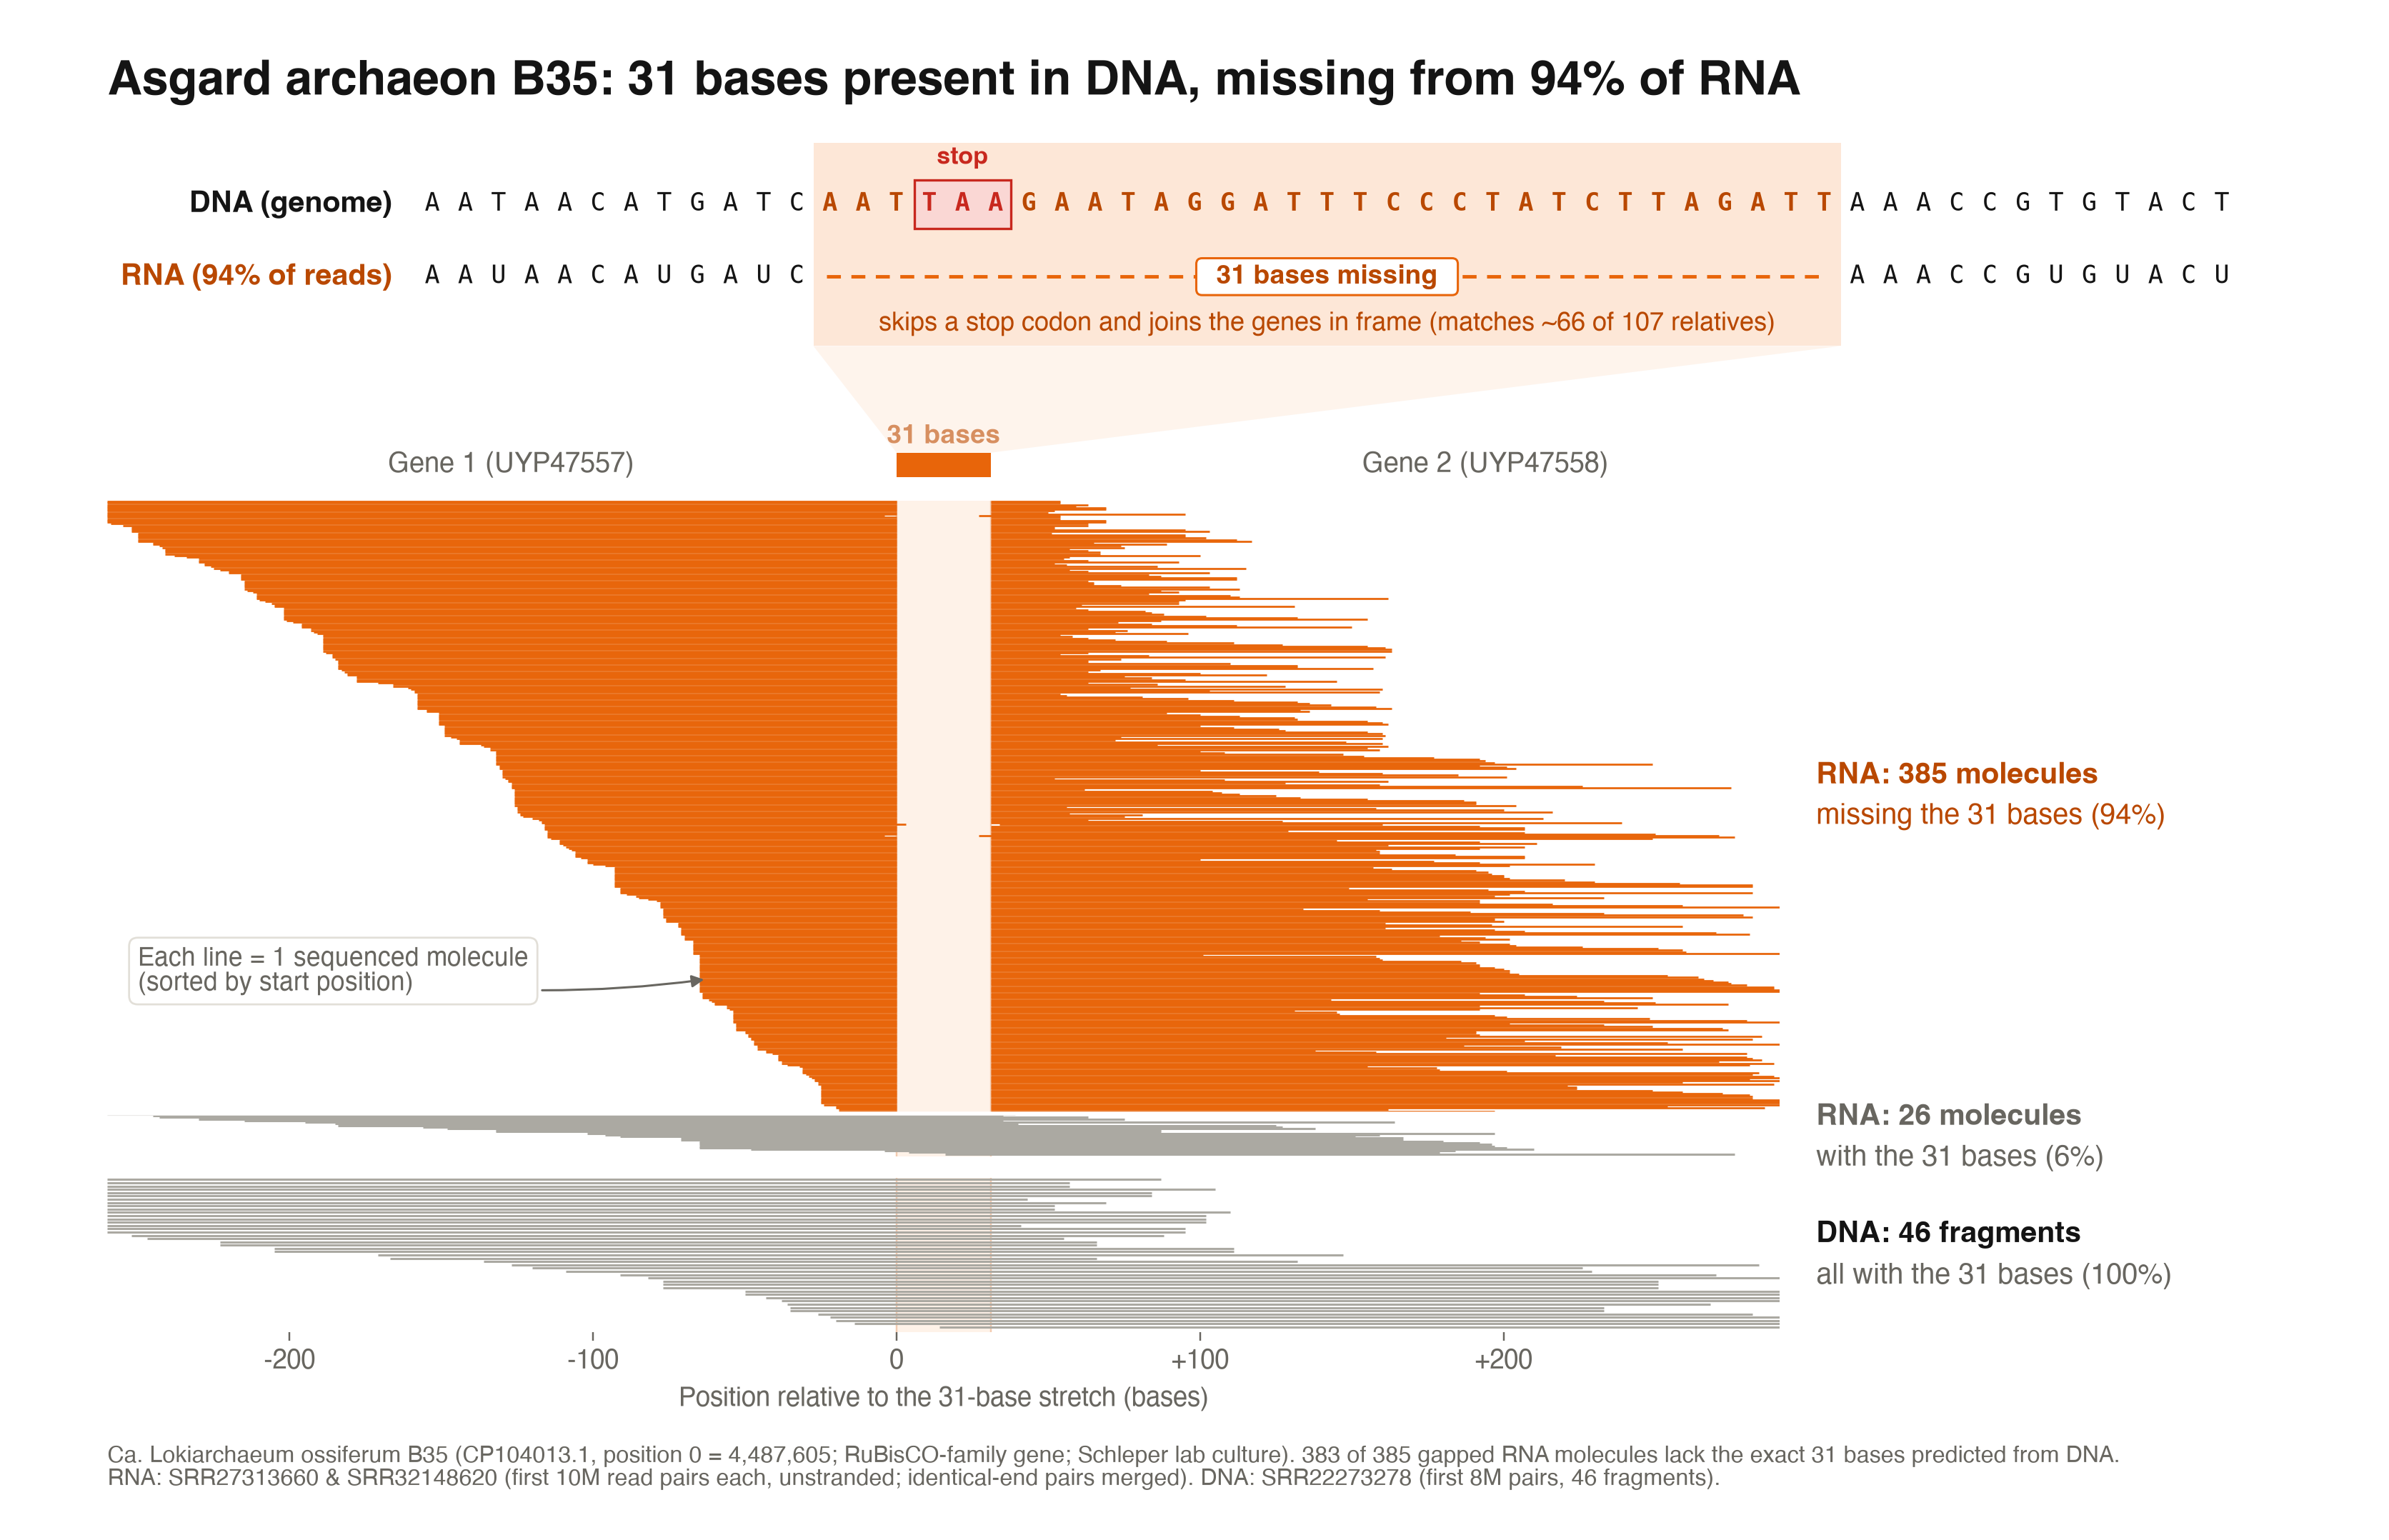 Asgard archaeon B35: 31 bases present in DNA, missing from 94% of RNA
stop
DNA (genome) A A T A A C A T G A T C A A T T A A G A A T A G G A T T T C C C T A T C T T A G A T T A A A C C G T G T A C T
RNA (94% of reads) A A U A A C A U G A U C 31 bases missing A A A C C G U G U A C U
skips a stop codon and joins the genes in frame (matches ~66 of 107 relatives)
31 bases
Gene 1 (UYP47557) Gene 2 (UYP47558)
RNA: 385 molecules
missing the 31 bases (94%)
Each line = 1 sequenced molecule
(sorted by start position)
RNA: 26 molecules
with the 31 bases (6%)
DNA: 46 fragments
all with the 31 bases (100%)
-200 -100 0 +100 +200
Position relative to the 31-base stretch (bases)
Ca. Lokiarchaeum ossiferum B35 (CP104013.1, position 0 = 4,487,605; RuBisCO-family gene; Schleper lab culture). 383 of 385 gapped RNA molecules lack the exact 31 bases predicted from DNA.
RNA: SRR27313660 & SRR32148620 (first 10M read pairs each, unstranded; identical-end pairs merged). DNA: SRR22273278 (first 8M pairs, 46 fragments).